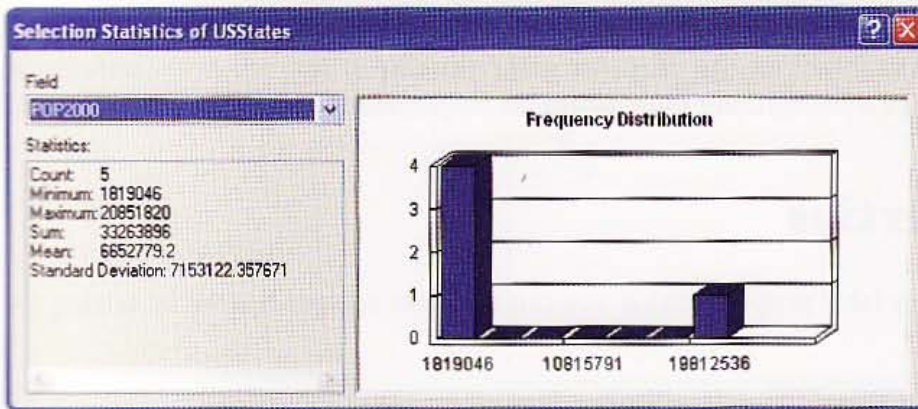 Selection Statistics of USStates
Field
POP2000
Statistics:
Count: 5
Minimum: 1819046
Maximum: 20851820
Sum: 33263896
Mean: 6652779.2
Standard Deviation: 7153122.357671
Frequency Distribution
4
3
2
1
0
1819046 10815791 19812536